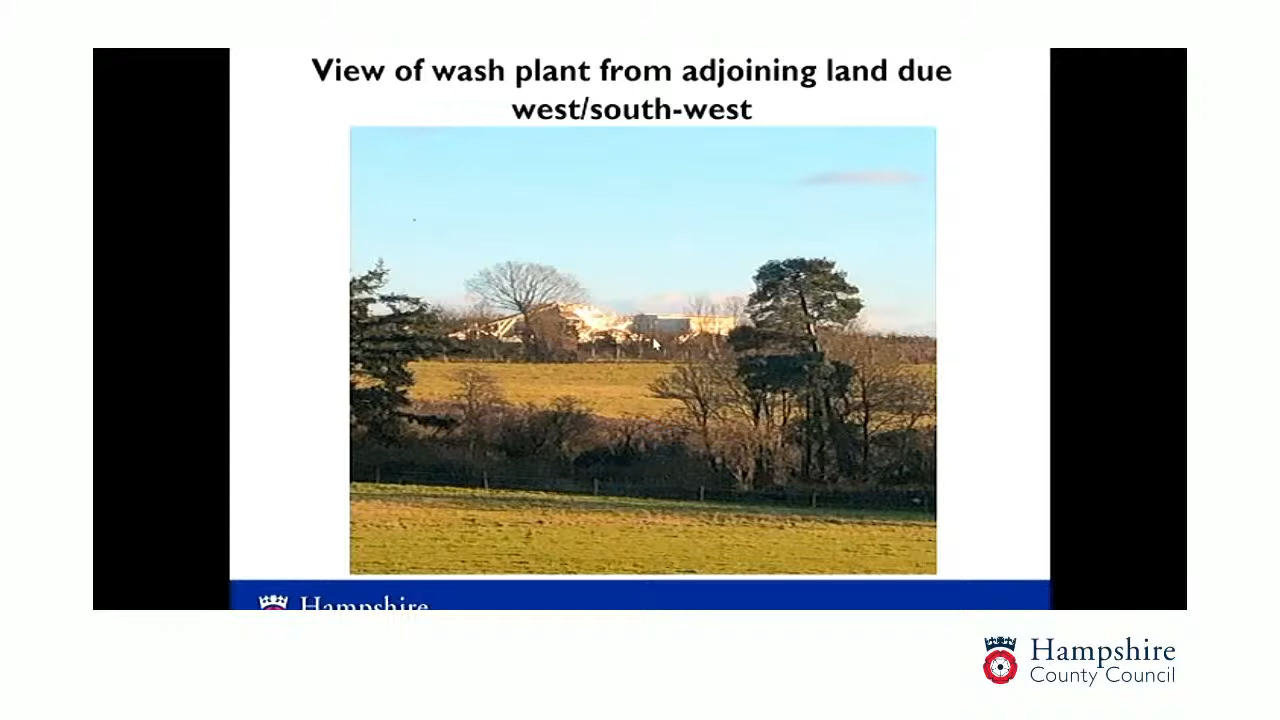 View of wash plant from adjoining land due
west/south-west
Hampshire
Hampshire
County Council